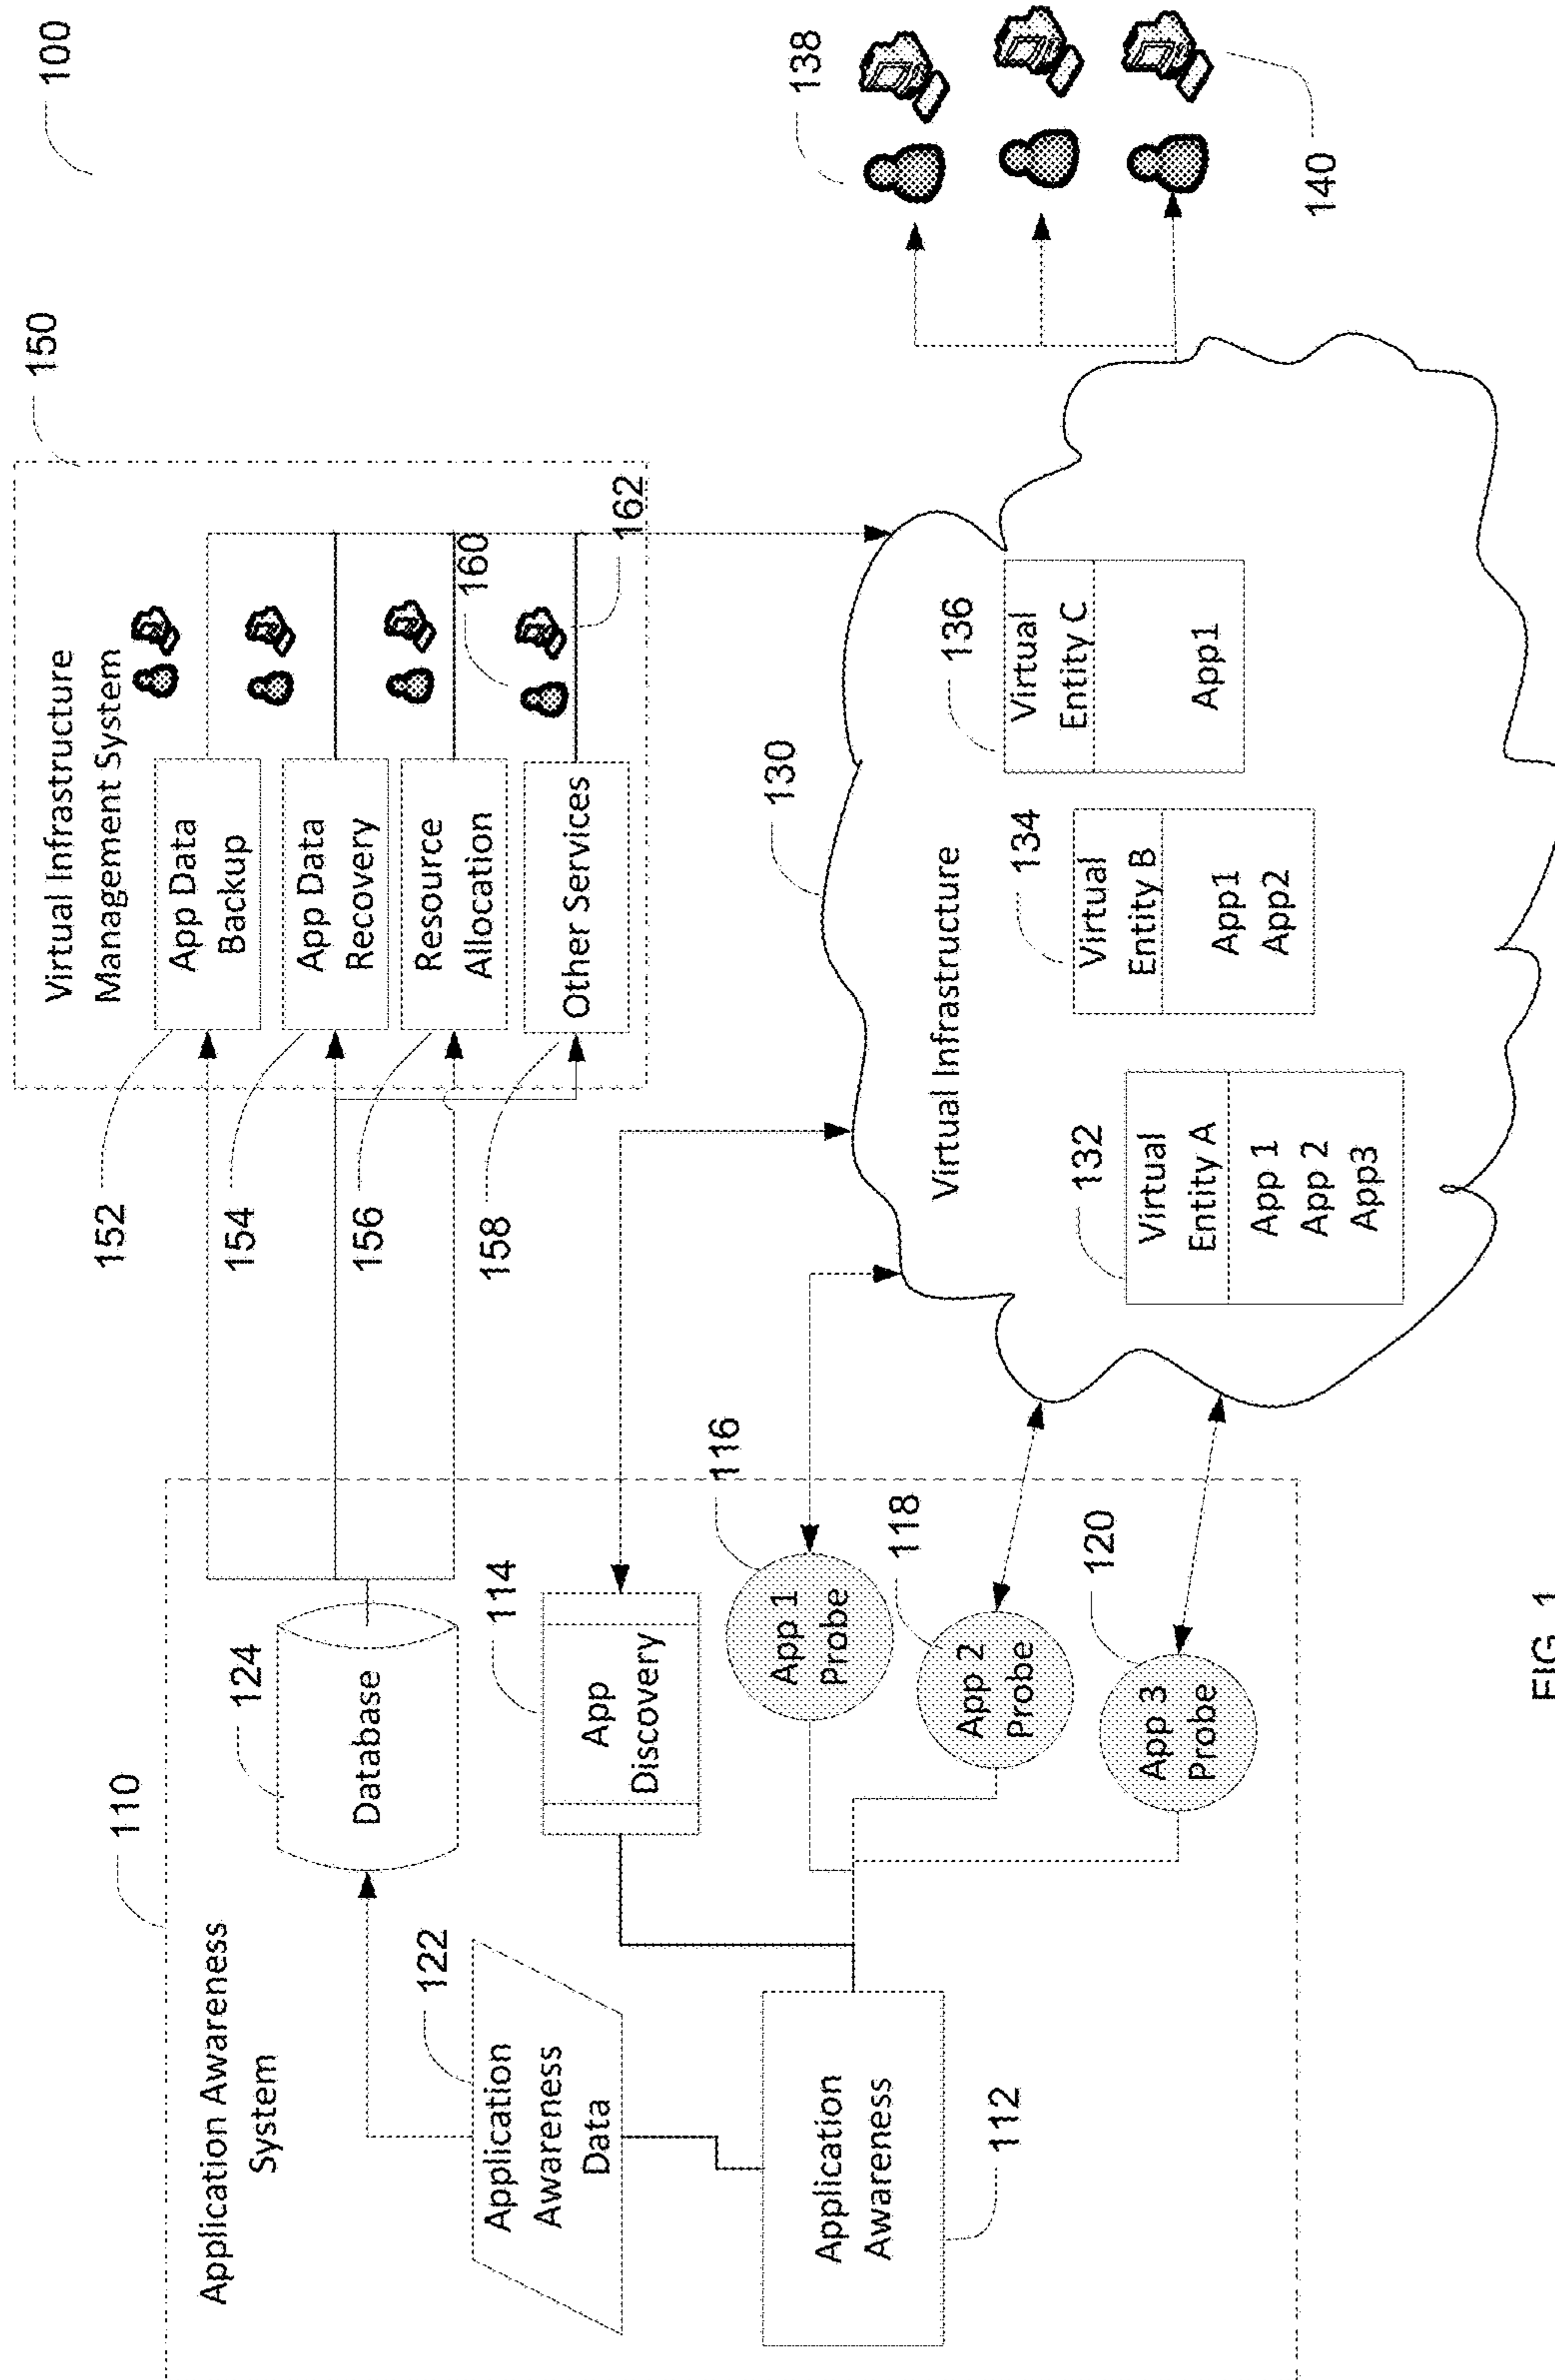 100
150
Virtual Infrastructure
Management System
152
App Data
Backup
154
App Data
Recovery
156
Resource
Allocation
158
Other Services
160
162
138
140
110
Application Awareness
System
124
Database
122
Application
Awareness
Data
114
App
Discovery
112
Application
Awareness
116
App 1
Probe
118
App 2
Probe
120
App 3
Probe
130
Virtual Infrastructure
132
Virtual
Entity A
App 1
App 2
App3
134
Virtual
Entity B
App1
App2
136
Virtual
Entity C
App1
FIG. 1